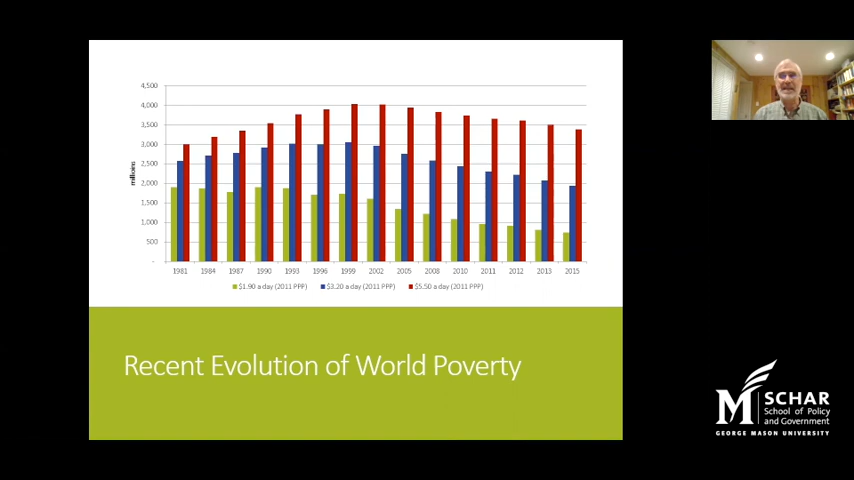 4,500
4,000
3,500
3,000
2,500
2,000
1,500
1,000
500
-
millions
1981 1984 1987 1990 1993 1996 1999 2002 2005 2008 2010 2011 2012 2013 2015
$1.90 a day (2011 PPP) $3.20 a day (2011 PPP) $5.50 a day (2011 PPP)
Recent Evolution of World Poverty
M SCHAR
School of Policy
and Government
GEORGE MASON UNIVERSITY